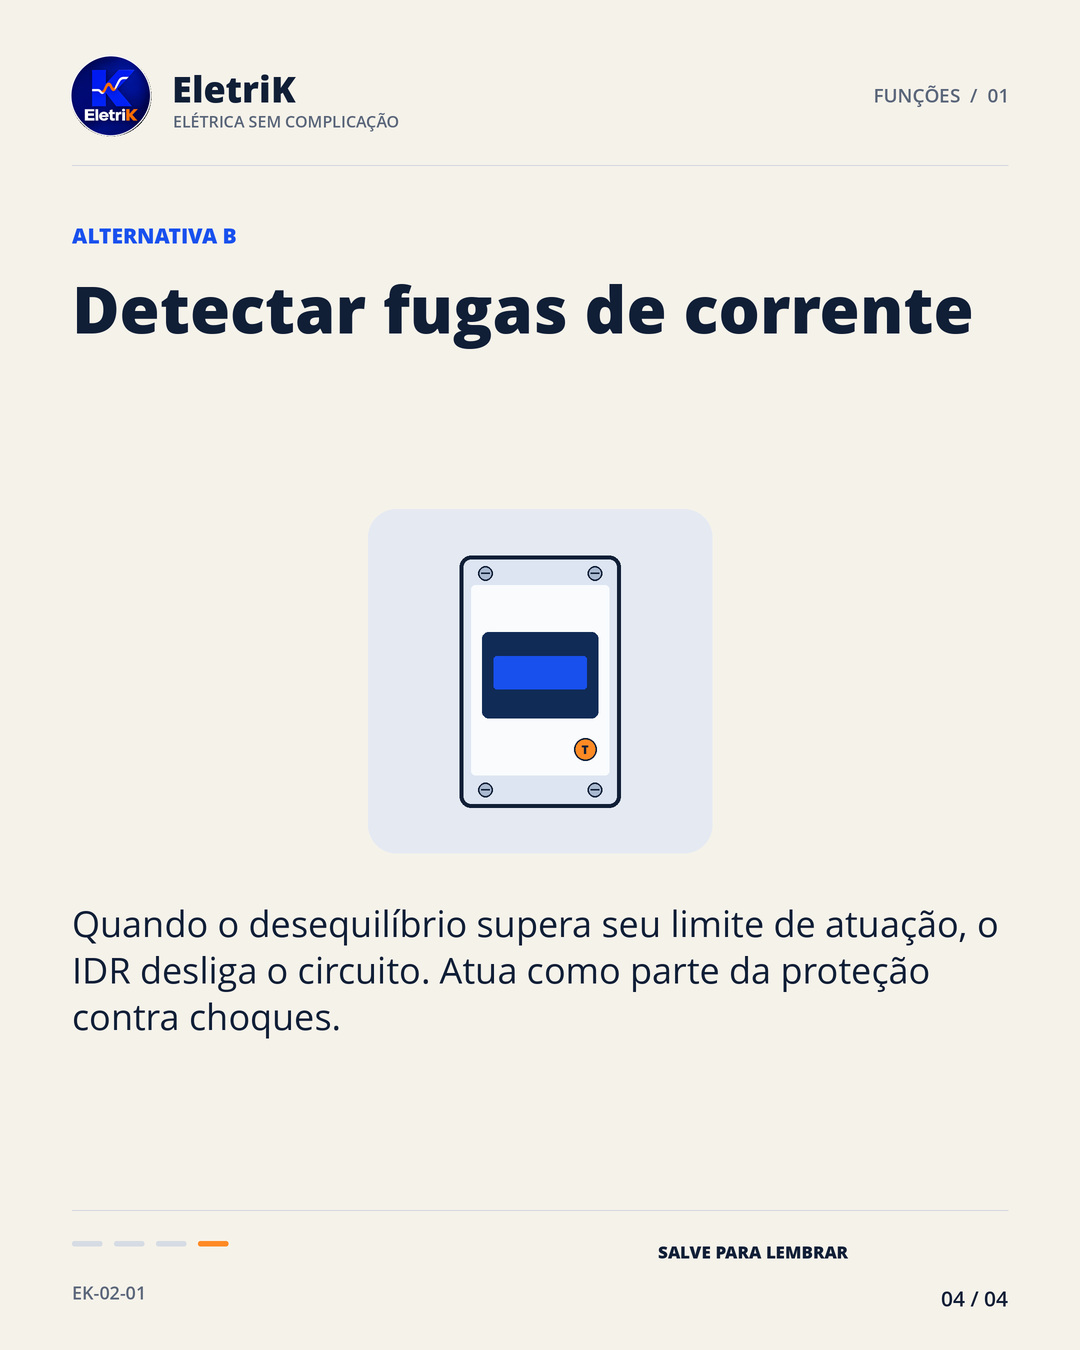 EletriK
EletriK
ELÉTRICA SEM COMPLICAÇÃO
FUNÇÕES / 01
ALTERNATIVA B
Detectar fugas de corrente
T
Quando o desequilíbrio supera seu limite de atuação, o
IDR desliga o circuito. Atua como parte da proteção
contra choques.
SALVE PARA LEMBRAR
EK-02-01
04 / 04